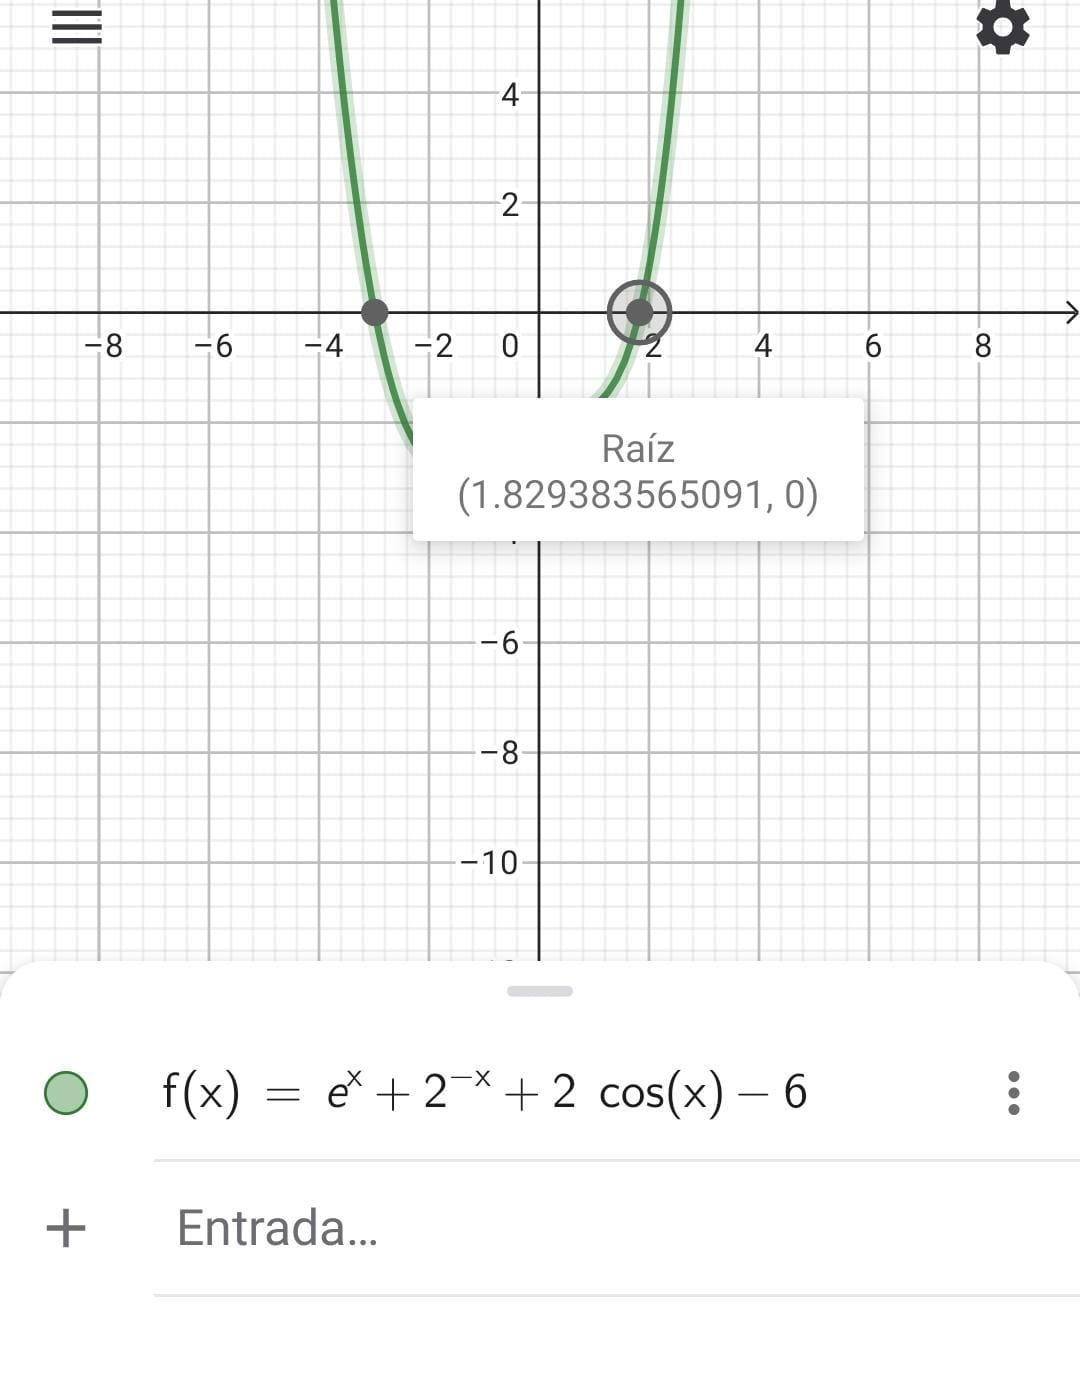 4
2
−8 −6 −4 −2 0 2 4 6 8
Raíz
(1.829383565091, 0)
−6
−8
−10
f(x) = eˣ + 2⁻ˣ + 2 cos(x) − 6
+ Entrada...